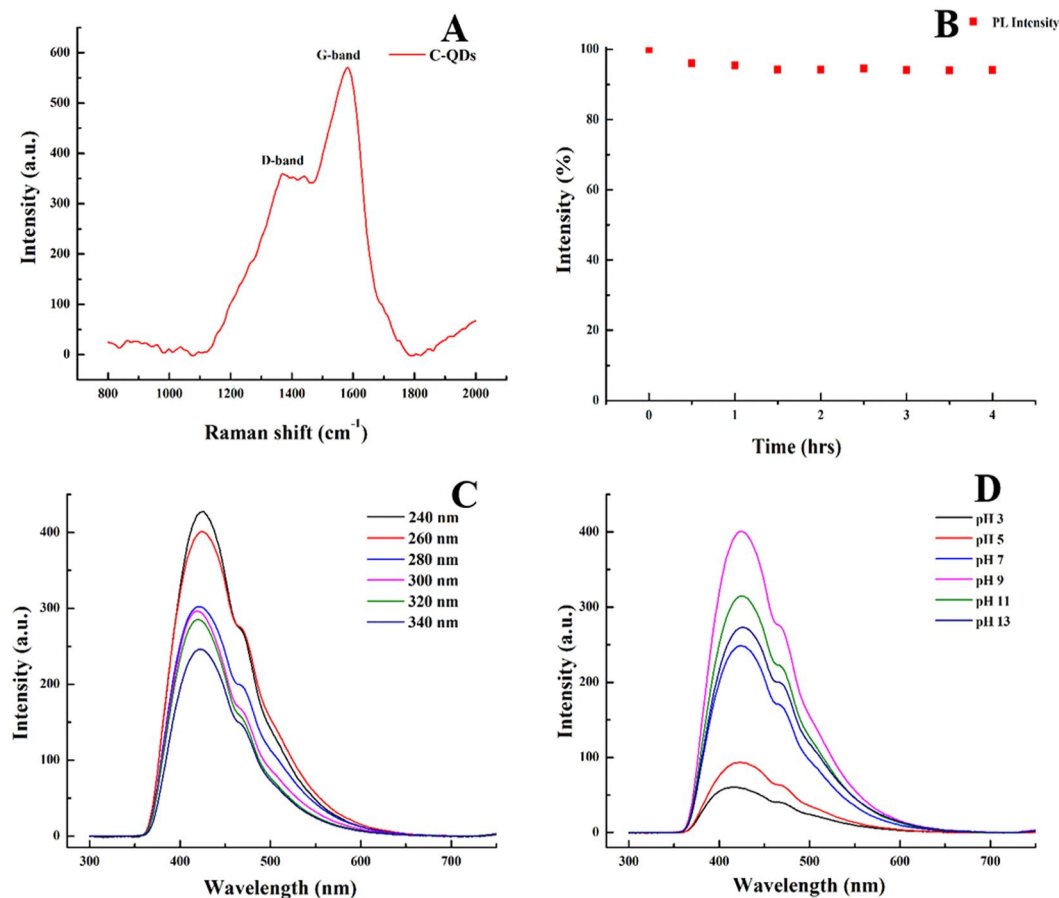 A
C-QDs
G-band
D-band
Intensity (a.u.)
600
500
400
300
200
100
0
800 1000 1200 1400 1600 1800 2000
Raman shift (cm⁻¹)
B
PL Intensity
Intensity (%)
100
80
60
40
20
0
0 1 2 3 4
Time (hrs)
C
240 nm
260 nm
280 nm
300 nm
320 nm
340 nm
Intensity (a.u.)
400
300
200
100
0
300 400 500 600 700
Wavelength (nm)
D
pH 3
pH 5
pH 7
pH 9
pH 11
pH 13
Intensity (a.u.)
400
300
200
100
0
300 400 500 600 700
Wavelength (nm)